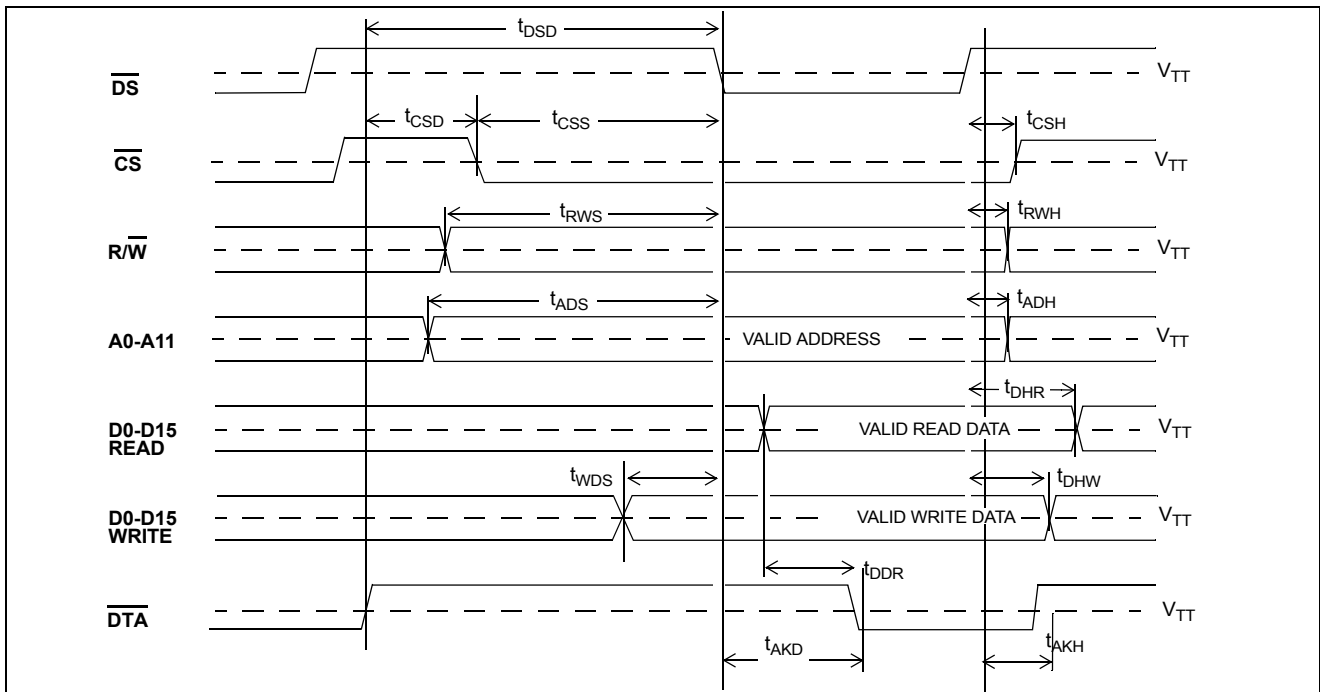 tDSD
DS
VTT
tCSD
tCSS
tCSH
CS
VTT
tRWS
tRWH
R/W
VTT
tADS
tADH
A0-A11
VALID ADDRESS
VTT
tDHR
D0-D15
READ
VALID READ DATA
VTT
tWDS
tDHW
D0-D15
WRITE
VALID WRITE DATA
VTT
tDDR
DTA
VTT
tAKD
tAKH